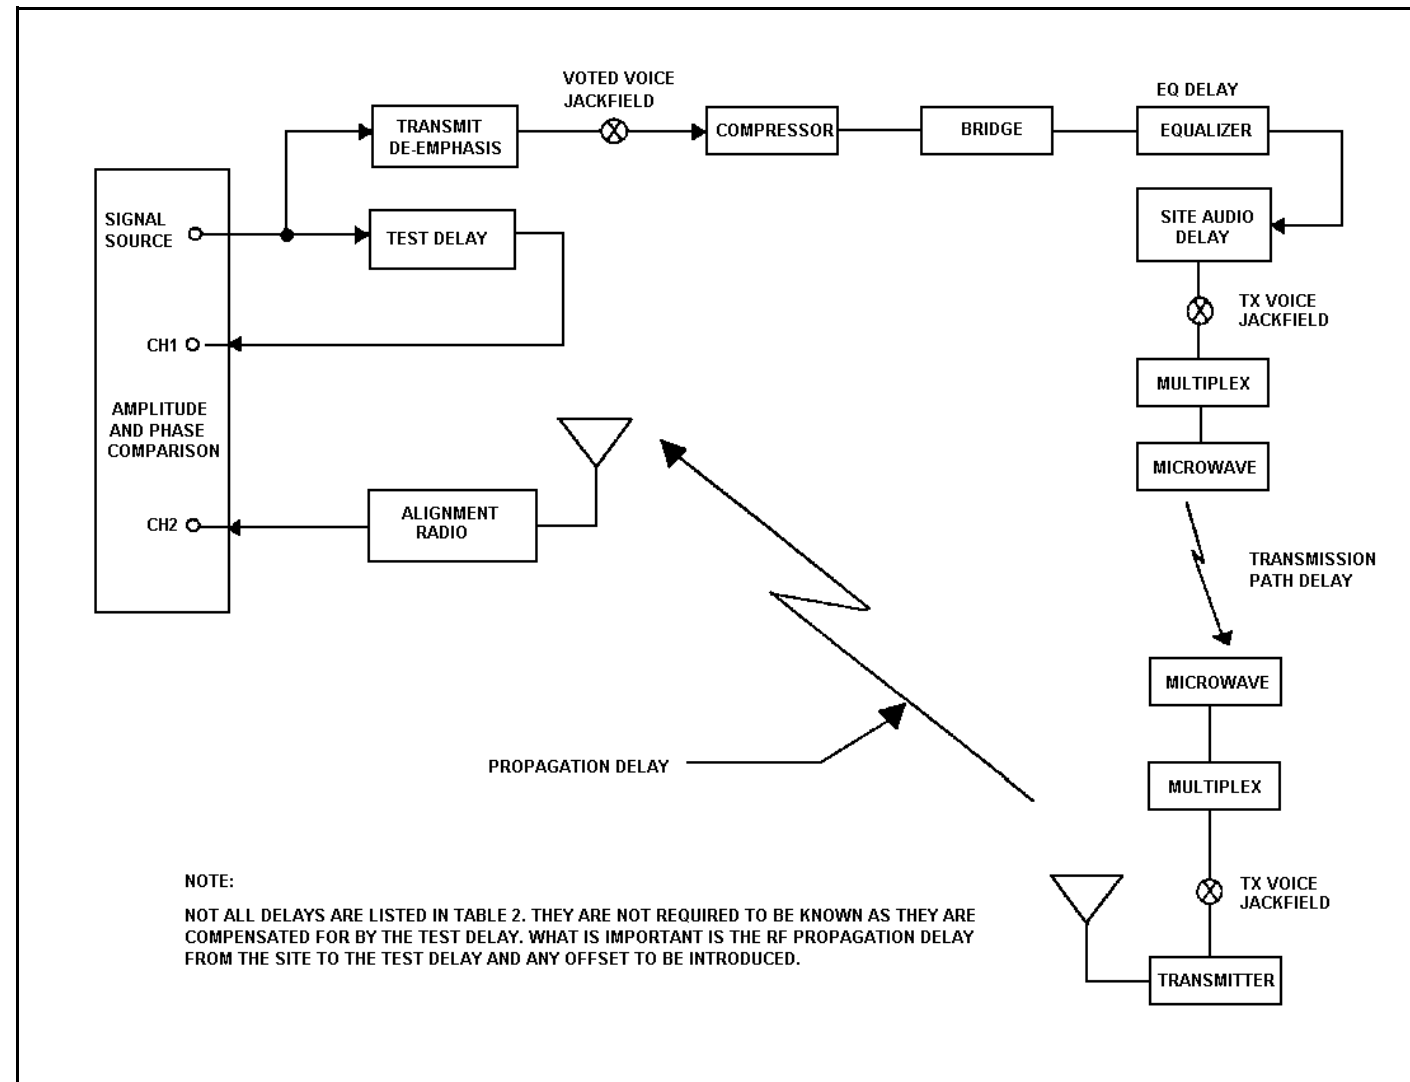 VOTED VOICE
JACKFIELD
EQ DELAY
TRANSMIT
DE-EMPHASIS
COMPRESSOR
BRIDGE
EQUALIZER
SIGNAL
SOURCE
TEST DELAY
SITE AUDIO
DELAY
TX VOICE
JACKFIELD
CH1
MULTIPLEX
AMPLITUDE
AND PHASE
COMPARISON
MICROWAVE
CH2
ALIGNMENT
RADIO
TRANSMISSION
PATH DELAY
MICROWAVE
PROPAGATION DELAY
MULTIPLEX
TX VOICE
JACKFIELD
NOTE:
NOT ALL DELAYS ARE LISTED IN TABLE 2. THEY ARE NOT REQUIRED TO BE KNOWN AS THEY ARE
COMPENSATED FOR BY THE TEST DELAY. WHAT IS IMPORTANT IS THE RF PROPAGATION DELAY
FROM THE SITE TO THE TEST DELAY AND ANY OFFSET TO BE INTRODUCED.
TRANSMITTER